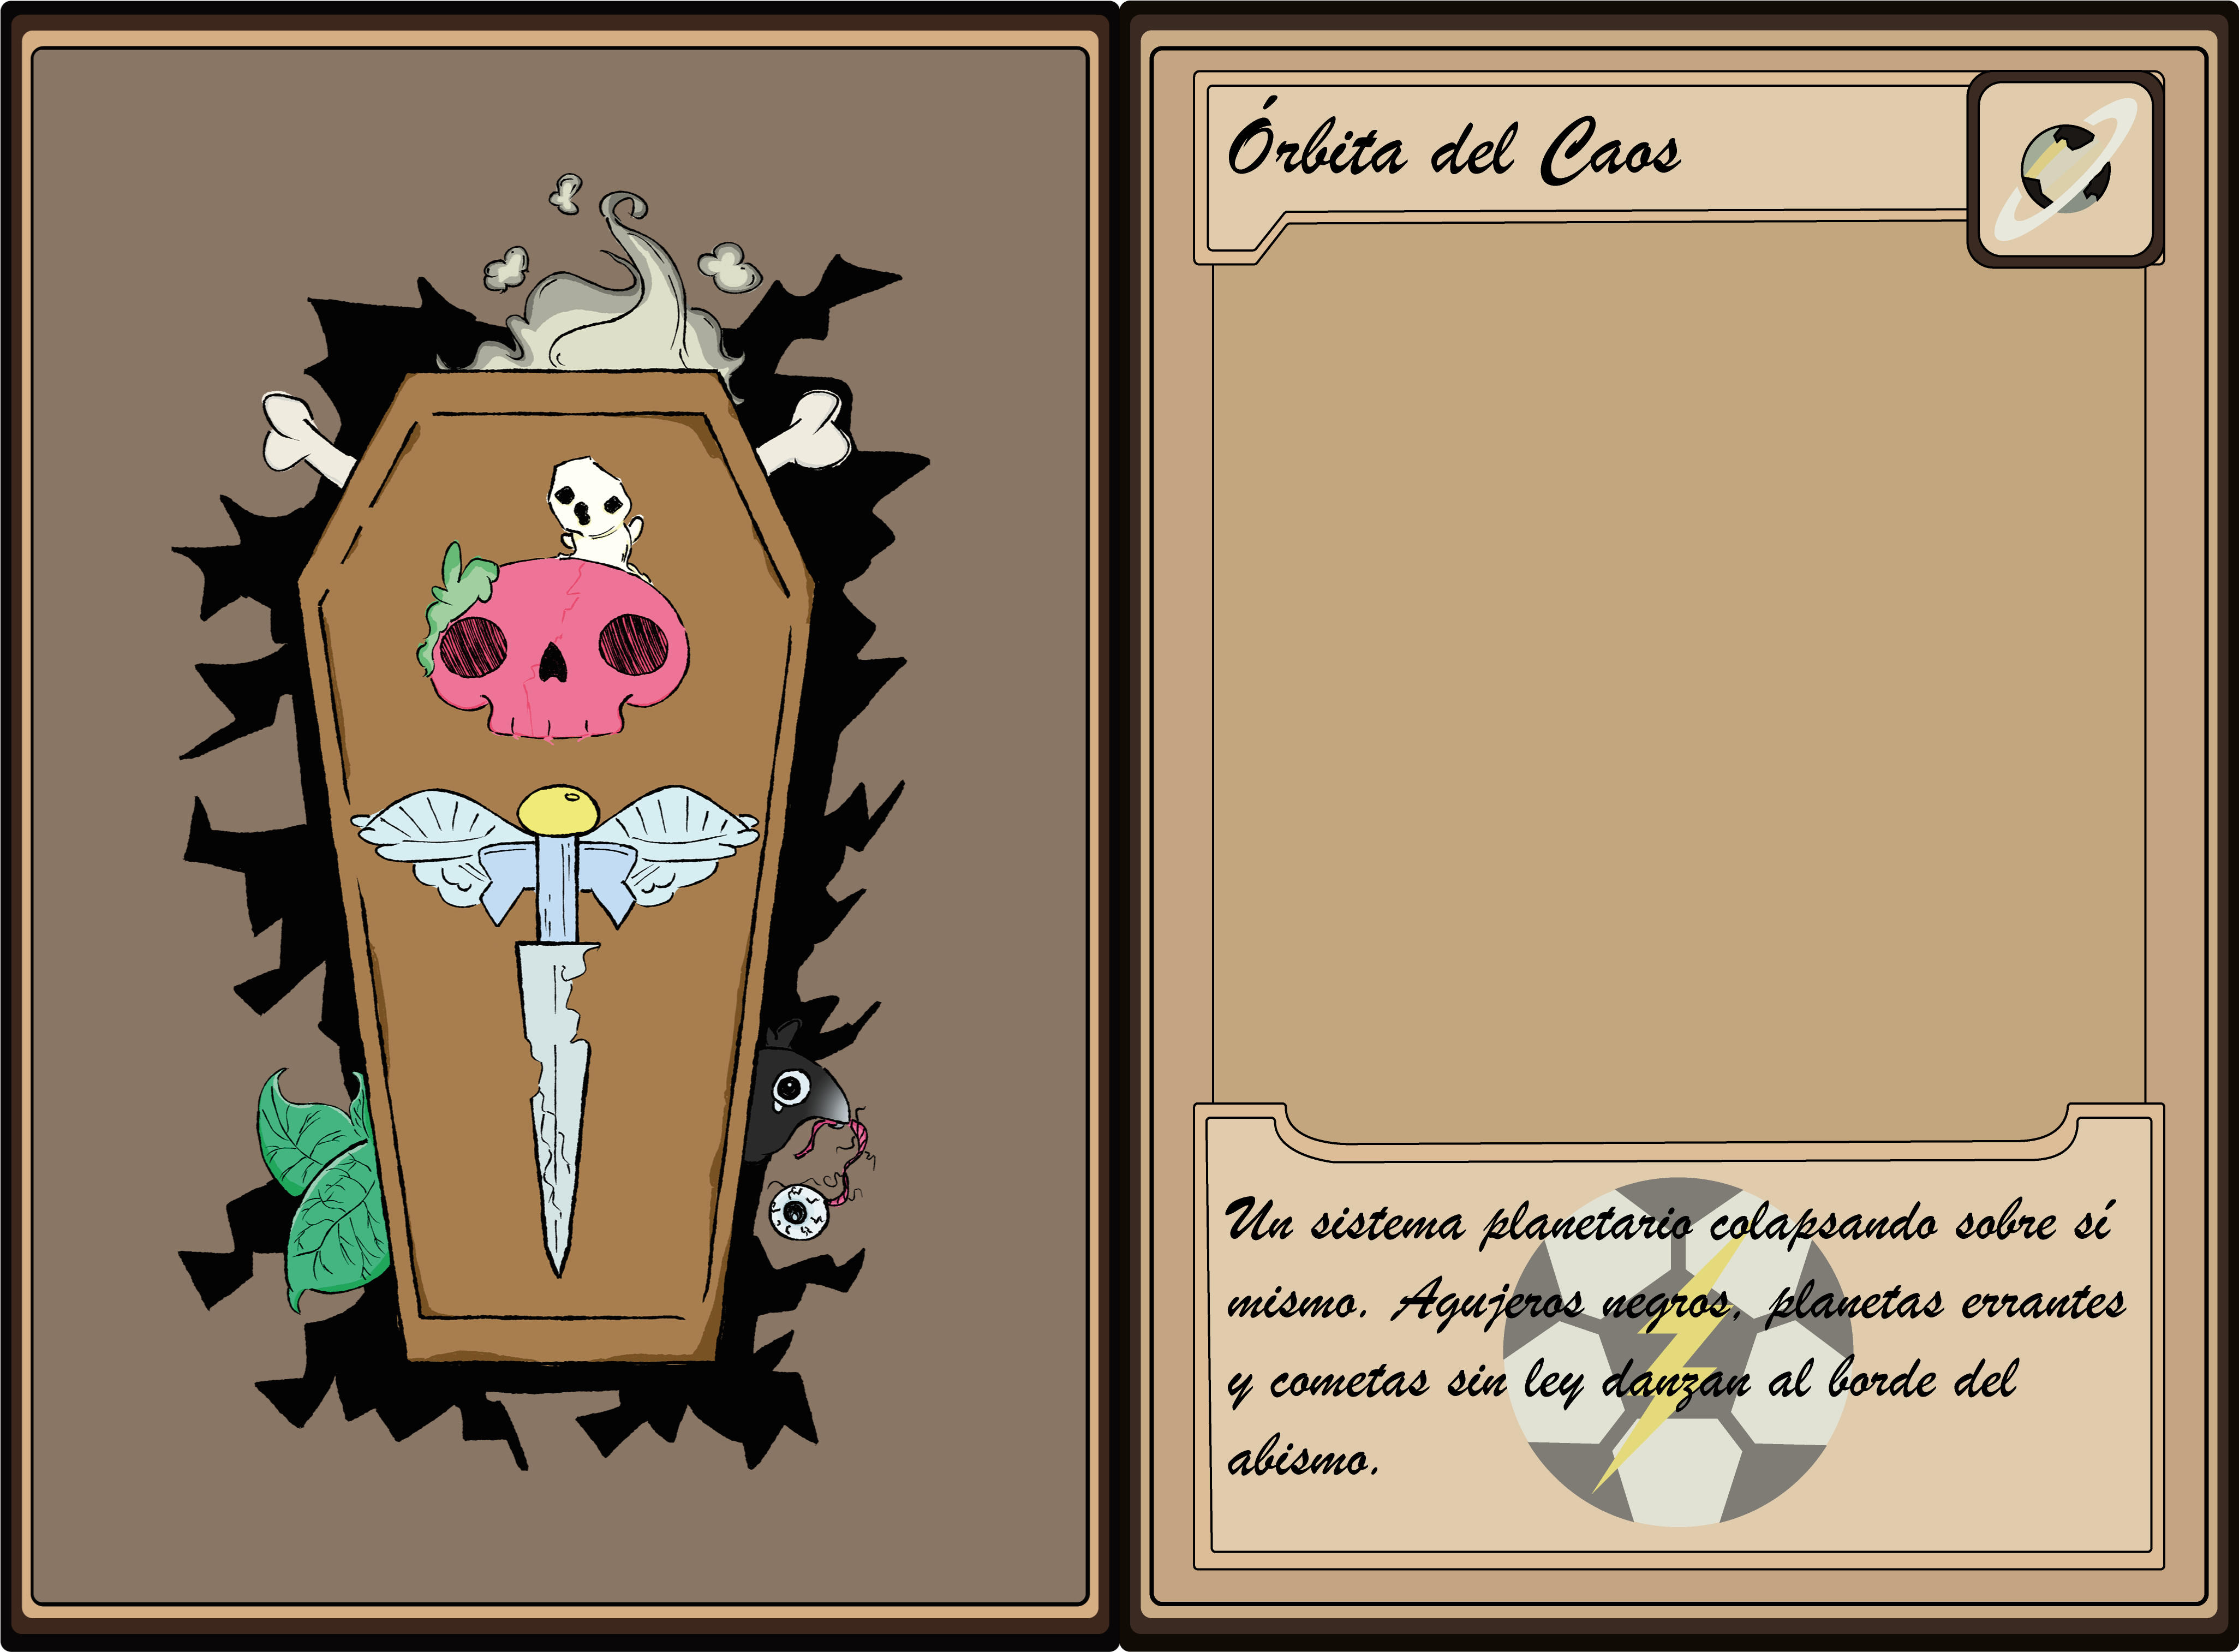 Órbita del Caos
Un sistema planetario colapsando sobre sí
mismo. Agujeros negros, planetas errantes
y cometas sin ley danzan al borde del
abismo.